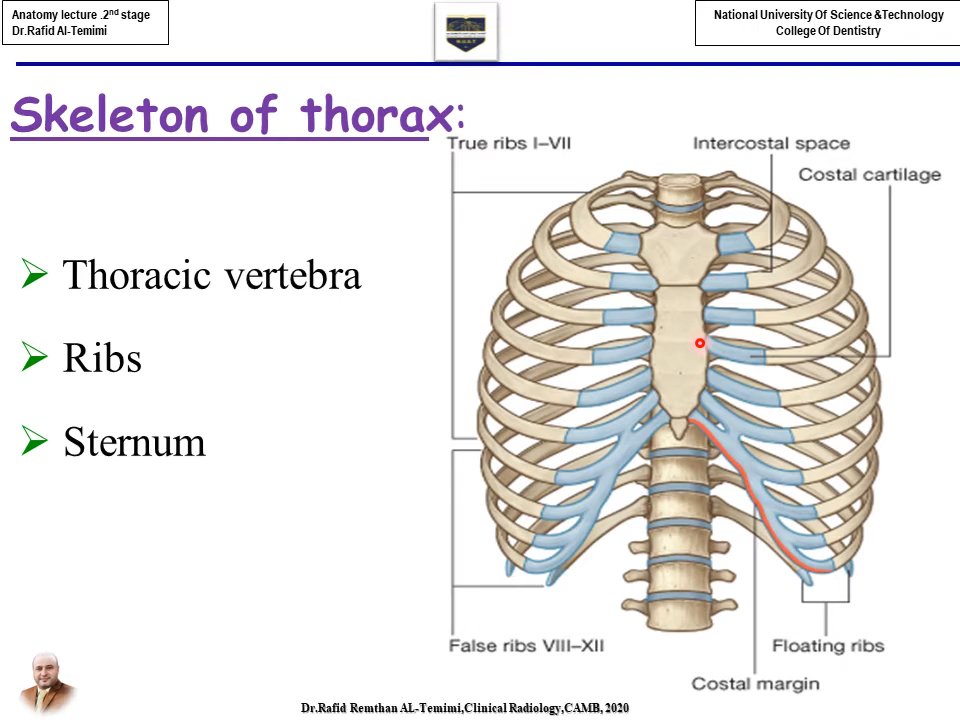 Anatomy lecture .2nd stage
Dr.Rafid Al-Temimi
National University Of Science &Technology
College Of Dentistry
Skeleton of thorax:
Thoracic vertebra
Ribs
Sternum
True ribs I–VII
Intercostal space
Costal cartilage
False ribs VIII–XII
Floating ribs
Costal margin
Dr.Rafid Remthan AL-Temimi,Clinical Radiology,CAMB, 2020